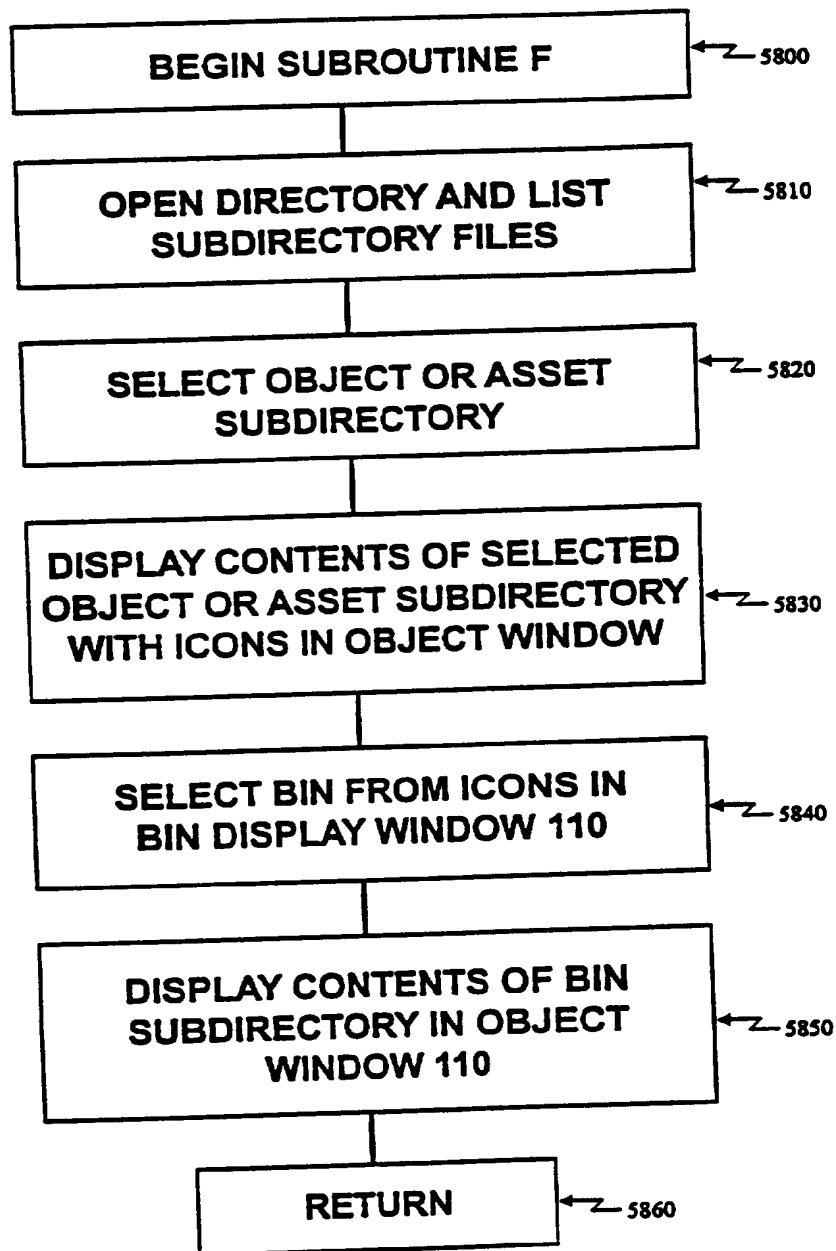 BEGIN SUBROUTINE F
5800
OPEN DIRECTORY AND LIST
SUBDIRECTORY FILES
5810
SELECT OBJECT OR ASSET
SUBDIRECTORY
5820
DISPLAY CONTENTS OF SELECTED
OBJECT OR ASSET SUBDIRECTORY
WITH ICONS IN OBJECT WINDOW
5830
SELECT BIN FROM ICONS IN
BIN DISPLAY WINDOW 110
5840
DISPLAY CONTENTS OF BIN
SUBDIRECTORY IN OBJECT
WINDOW 110
5850
RETURN
5860